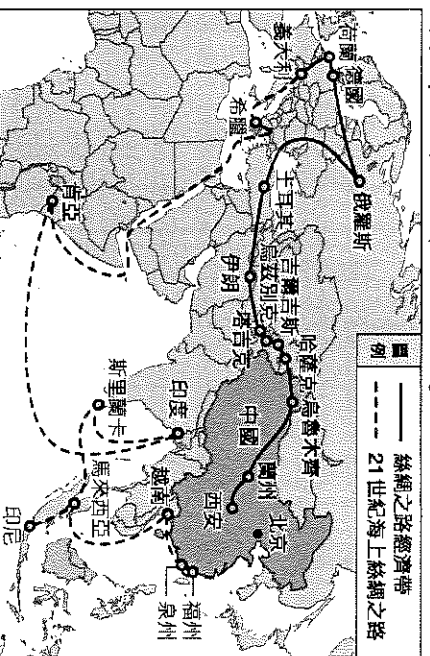 圖例
絲綢之路經濟帶
21世紀海上絲綢之路
荷蘭
德國
義大利
俄羅斯
希臘
土耳其
伊朗
烏茲別克
吉爾吉斯
塔吉克
哈薩克
烏魯木齊
中國
蘭州
西安
北京
福州
泉州
越南
印度
斯里蘭卡
馬來西亞
印尼
肯亞